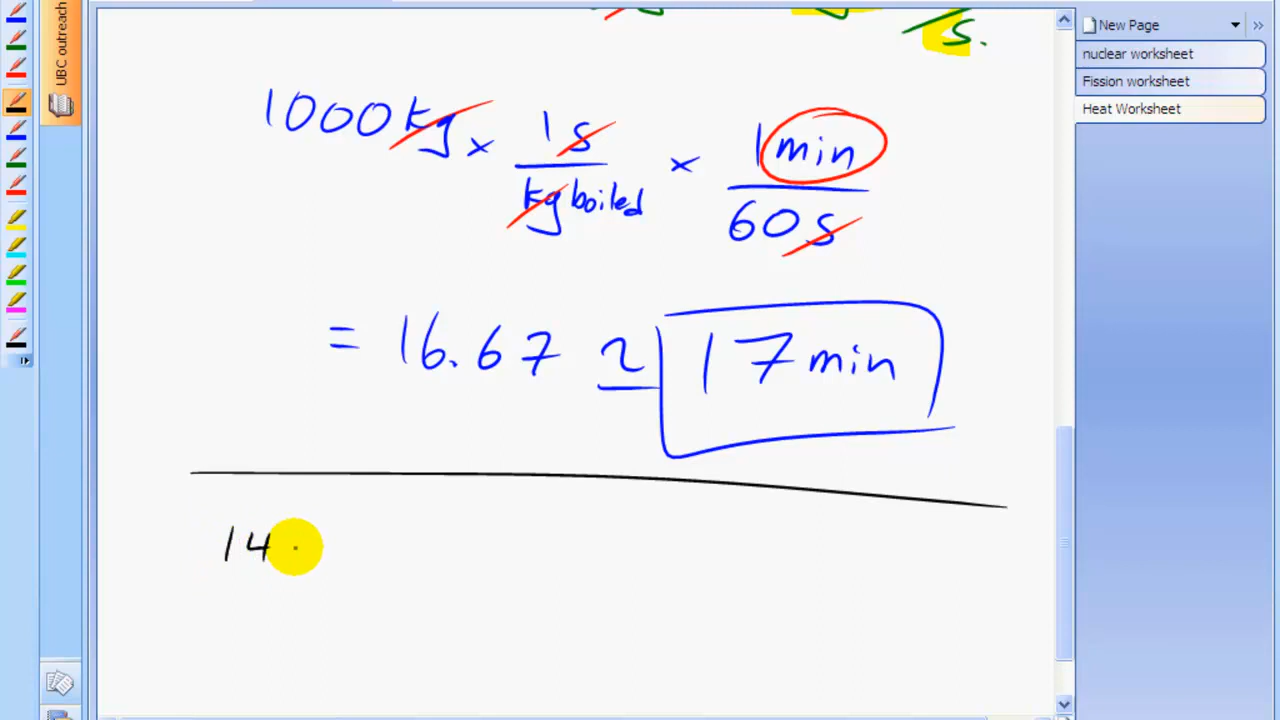 s.
New Page
nuclear worksheet
Fission worksheet
Heat Worksheet
UBC outreach
1000 kg × 1 s / kg boiled × 1 min / 60 s
= 16.67 ≃ 17 min
14